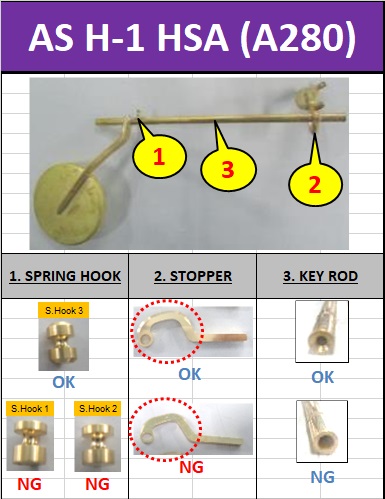 AS H-1 HSA (A280)
1
3
2
1. SPRING HOOK
2. STOPPER
3. KEY ROD
S.Hook 3
OK
OK
OK
S.Hook 1
S.Hook 2
NG
NG
NG
NG